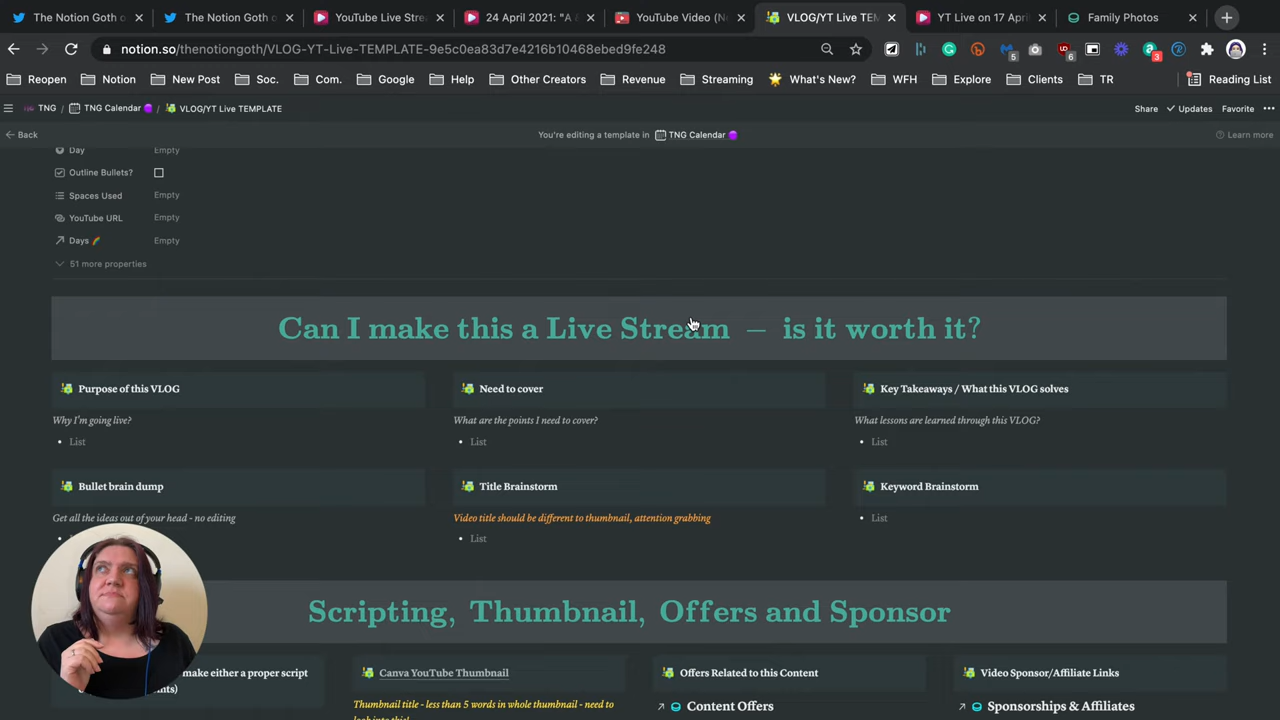 The Notion Goth o
The Notion Goth o
YouTube Live Stre
24 April 2021: "A
YouTube Video (N
VLOG/YT Live TEM
YT Live on 17 Apri
Family Photos
notion.so/thenotiongoth/VLOG-YT-Live-TEMPLATE-9e5c0ea83d7e4216b10468ebed9fe248
5
6
3
Reopen
Notion
New Post
Soc.
Com.
Google
Help
Other Creators
Revenue
Streaming
What's New?
WFH
Explore
Clients
TR
Reading List
TNG / TNG Calendar / VLOG/YT Live TEMPLATE
Share
Updates
Favorite
Back
You're editing a template in TNG Calendar
Learn more
Day Empty
Outline Bullets?
Spaces Used Empty
YouTube URL Empty
Days Empty
51 more properties
Can I make this a Live Stream – is it worth it?
Purpose of this VLOG
Need to cover
Key Takeaways / What this VLOG solves
Why I'm going live?
What are the points I need to cover?
What lessons are learned through this VLOG?
• List
• List
• List
Bullet brain dump
Title Brainstorm
Keyword Brainstorm
Get all the ideas out of your head - no editing
Video title should be different to thumbnail, attention grabbing
• List
• List
Scripting, Thumbnail, Offers and Sponsor
make either a proper script
Canva YouTube Thumbnail
Offers Related to this Content
Video Sponsor/Affiliate Links
Thumbnail title - less than 5 words in whole thumbnail - need to
Content Offers
Sponsorships & Affiliates